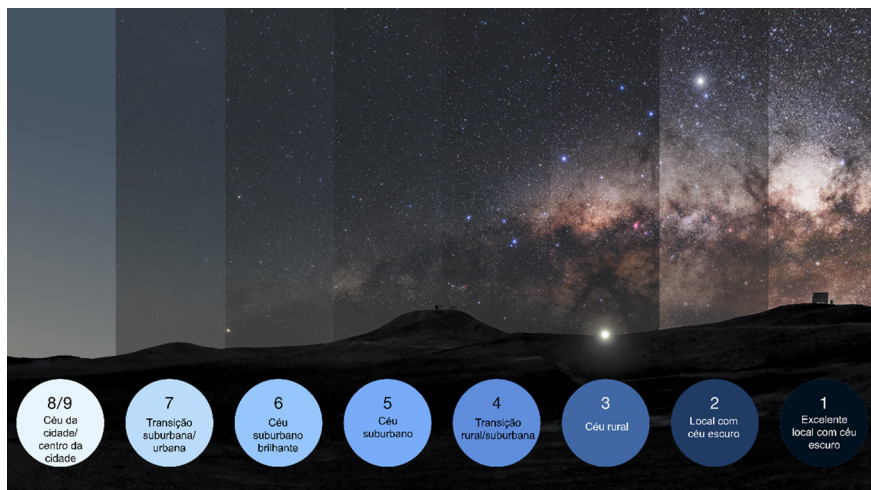 8/9
Céu da
cidade/
centro da
cidade
7
Transição
suburbana/
urbana
6
Céu
suburbano
brilhante
5
Céu
suburbano
4
Transição
rural/suburbana
3
Céu rural
2
Local com
céu escuro
1
Excelente
local com céu
escuro